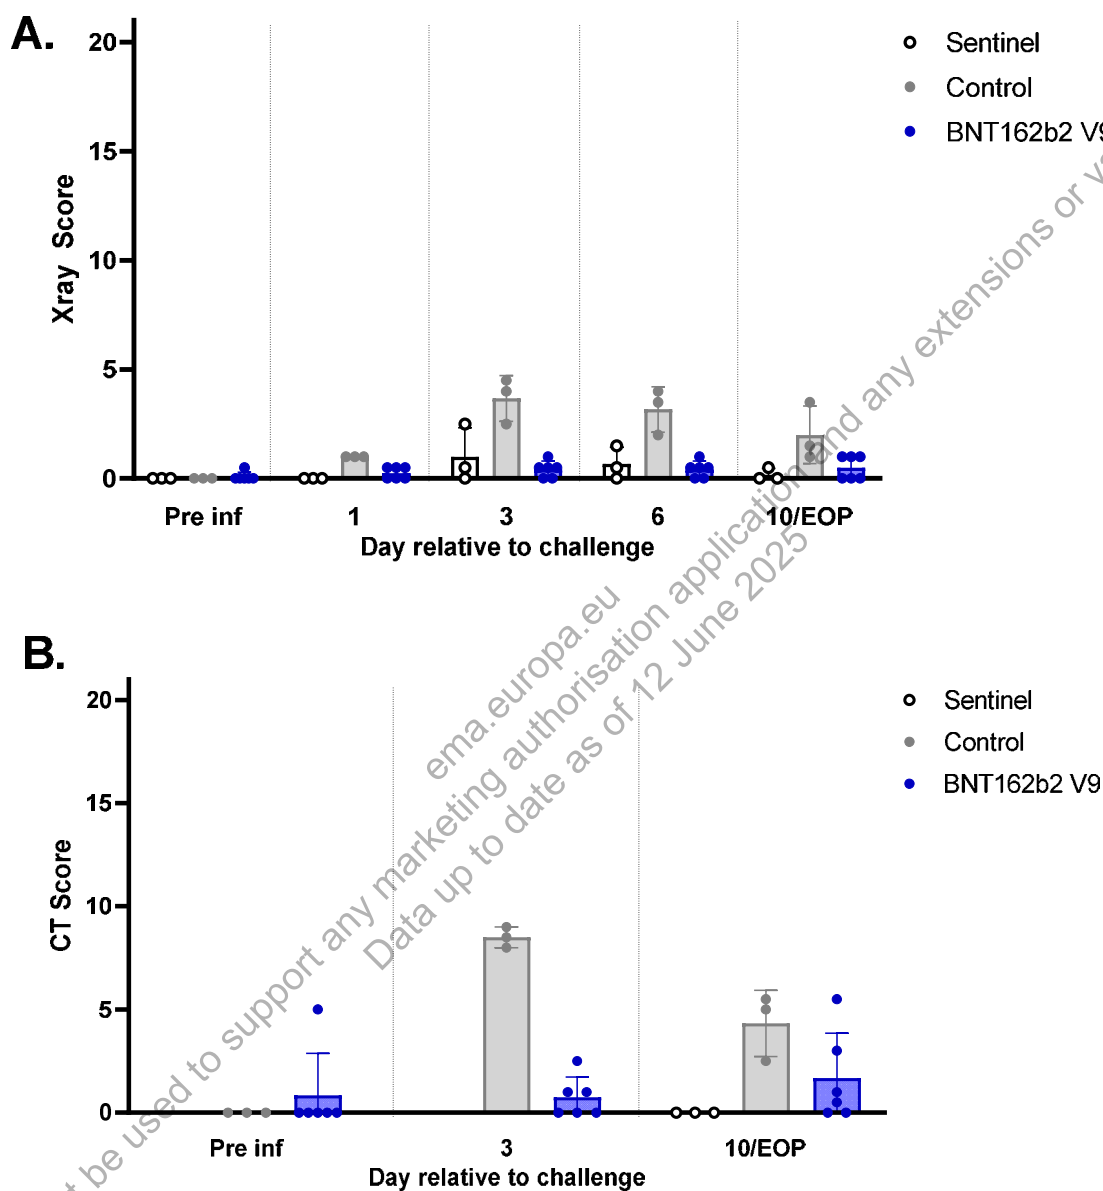 A.
20
15
10
5
0
Xray Score
Pre inf
1
3
6
10/EOP
Day relative to challenge
Sentinel
Control
BNT162b2 V9
ema.europa.eu
t be used to support any marketing authorisation application and any extensions or va
Data up to date as of 12 June 2025
B.
20
15
10
5
0
CT Score
Pre inf
3
10/EOP
Day relative to challenge
Sentinel
Control
BNT162b2 V9